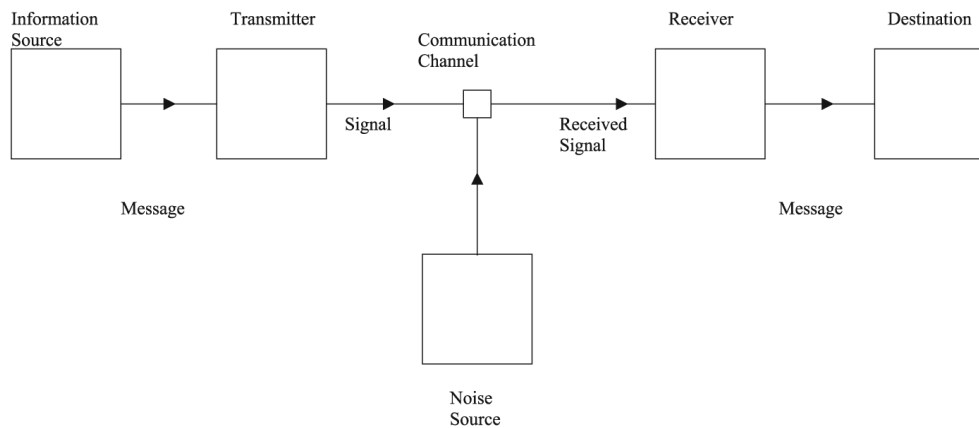 Information
Source
Transmitter
Communication
Channel
Receiver
Destination
Signal
Received
Signal
Message
Message
Noise
Source